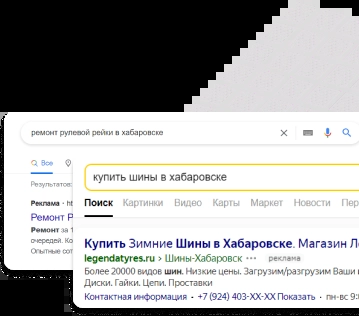 ремонт рулевой рейки в хабаровске
Все
Результатов:
Реклама
Ремонт Р
Ремонт за 1
очередей. Ко
Опытные сот
купить шины в хабаровске
Поиск Картинки Видео Карты Маркет Новости Пер
Купить Зимние Шины в Хабаровске. Магазин Л
legendatyres.ru › Шины-Хабаровск ··· реклама
Более 20000 видов шин. Низкие цены. Загрузим/разгрузим Ваши
Диски. Гайки. Цепи. Проставки
Контактная информация · +7 (924) 403-XX-XX Показать · пн-вс 9: